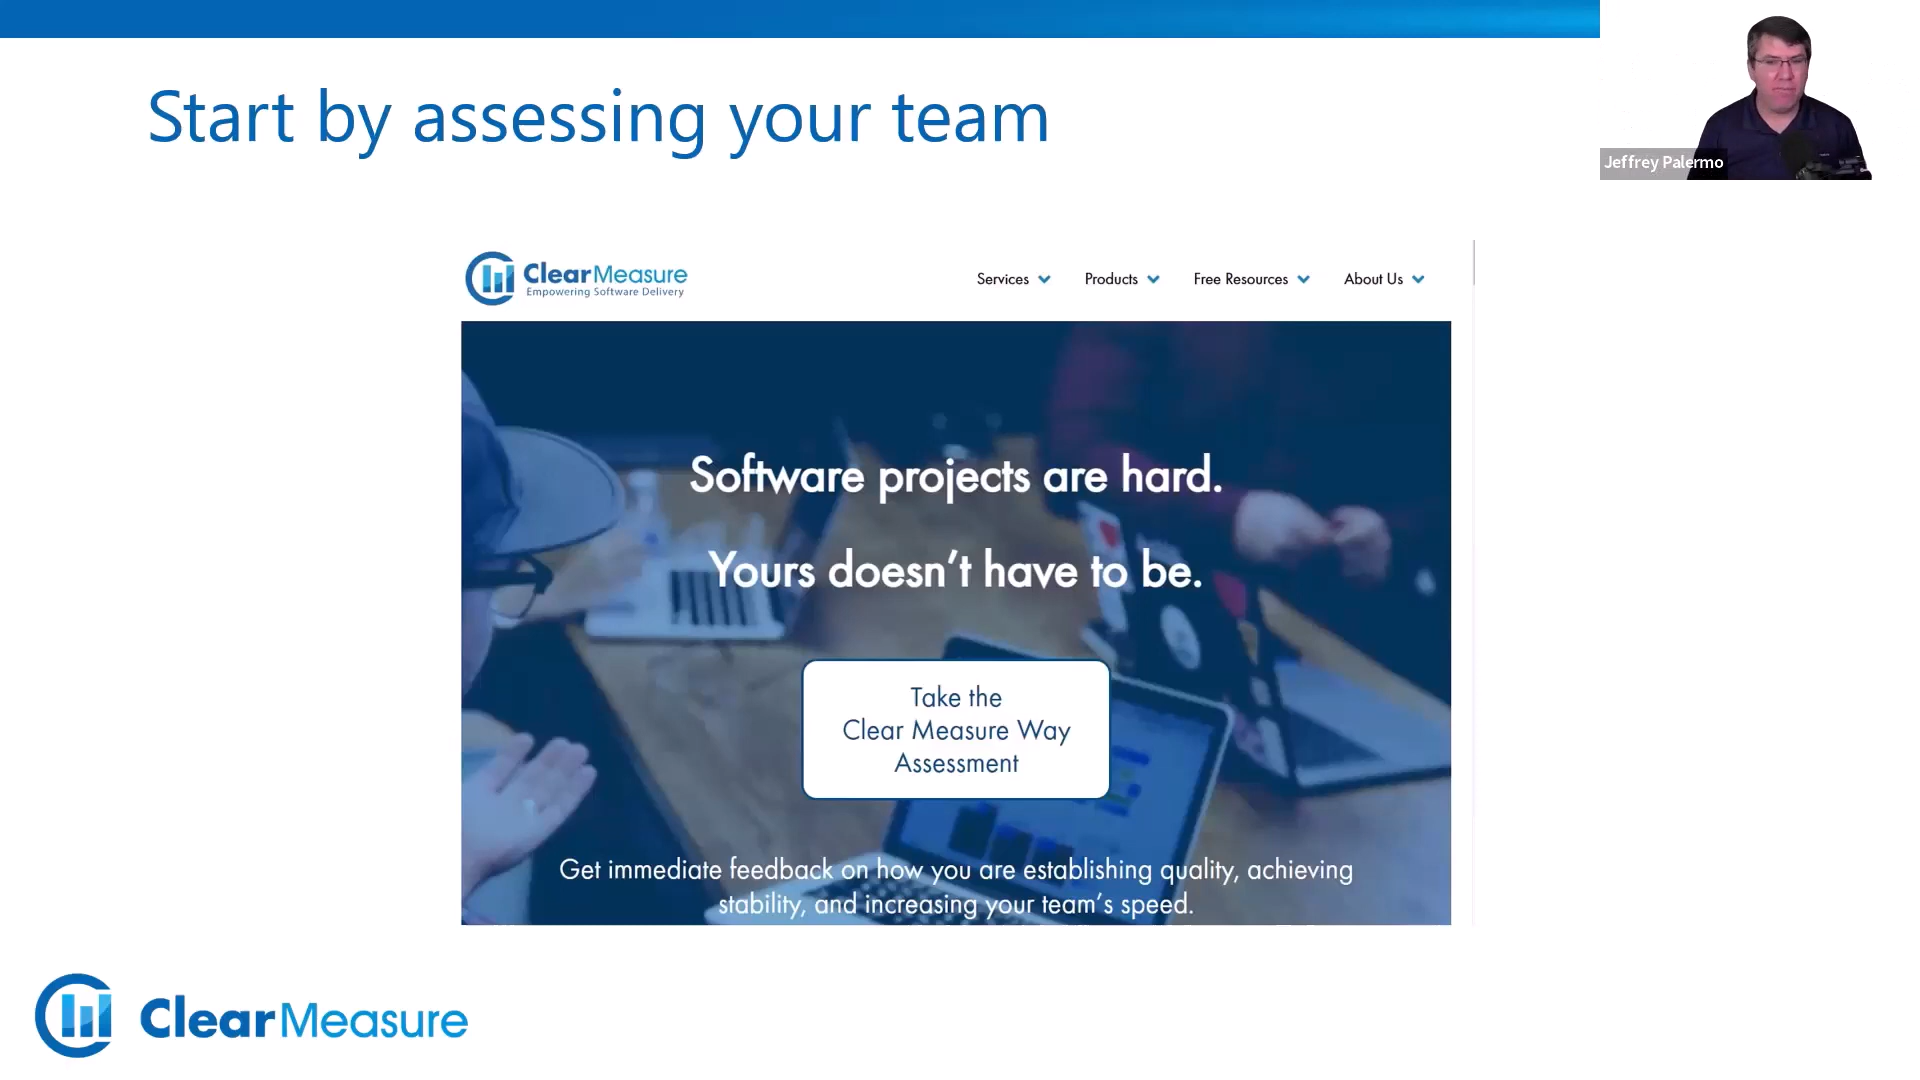 Start by assessing your team
Jeffrey Palermo
ClearMeasure
Empowering Software Delivery
Services
Products
Free Resources
About Us
Software projects are hard.
Yours doesn't have to be.
Take the
Clear Measure Way
Assessment
Get immediate feedback on how you are establishing quality, achieving
stability, and increasing your team's speed.
ClearMeasure